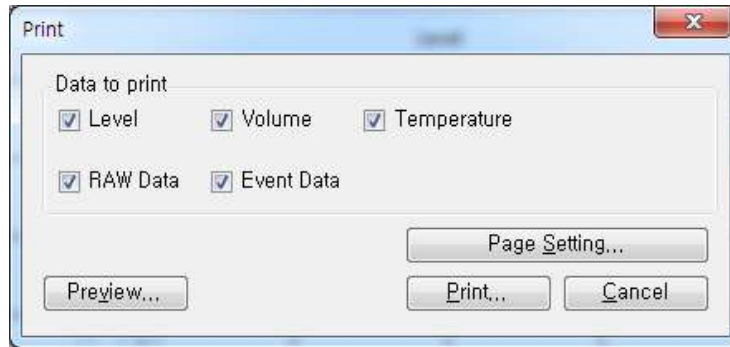 Print
Data to print
Level Volume Temperature
RAW Data Event Data
Page Setting...
Preview... Print... Cancel